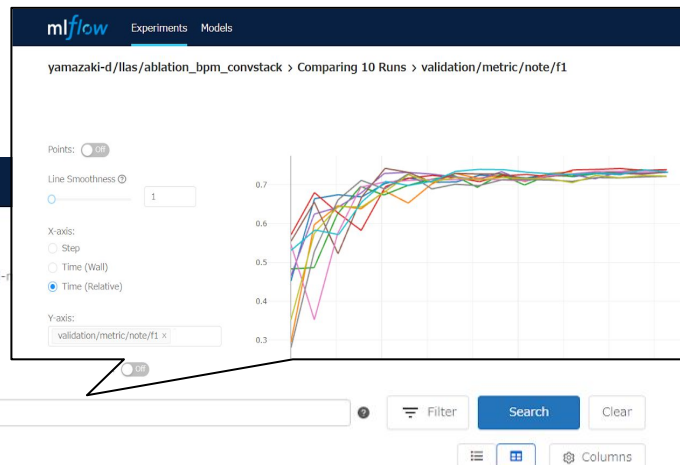 mlflow Experiments Models
yamazaki-d/llas/ablation_bpm_convstack > Comparing 10 Runs > validation/metric/note/f1
Points: Off
Line Smoothness ?
1
X-axis:
Step
Time (Wall)
Time (Relative)
Y-axis:
validation/metric/note/f1 ×
0.7
0.6
0.5
0.4
0.3
Off
? Filter Search Clear
Columns